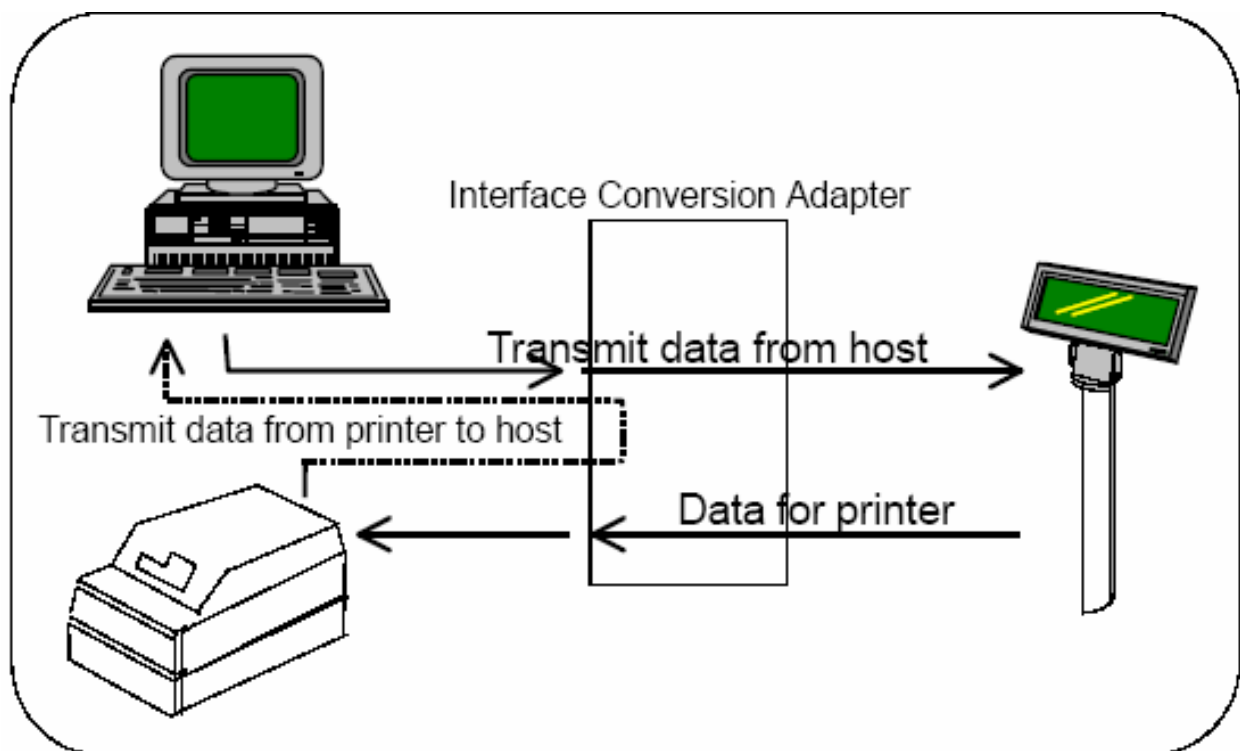 Interface Conversion Adapter
Transmit data from host
Transmit data from printer to host
Data for printer